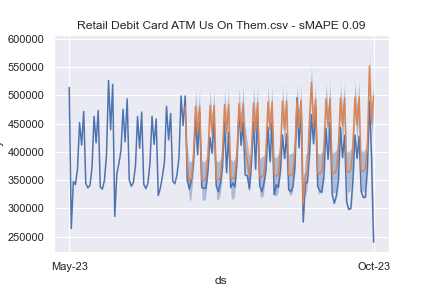 Retail Debit Card ATM Us On Them.csv - sMAPE 0.09
600000
550000
500000
450000
400000
350000
300000
250000
y
May-23
Oct-23
ds